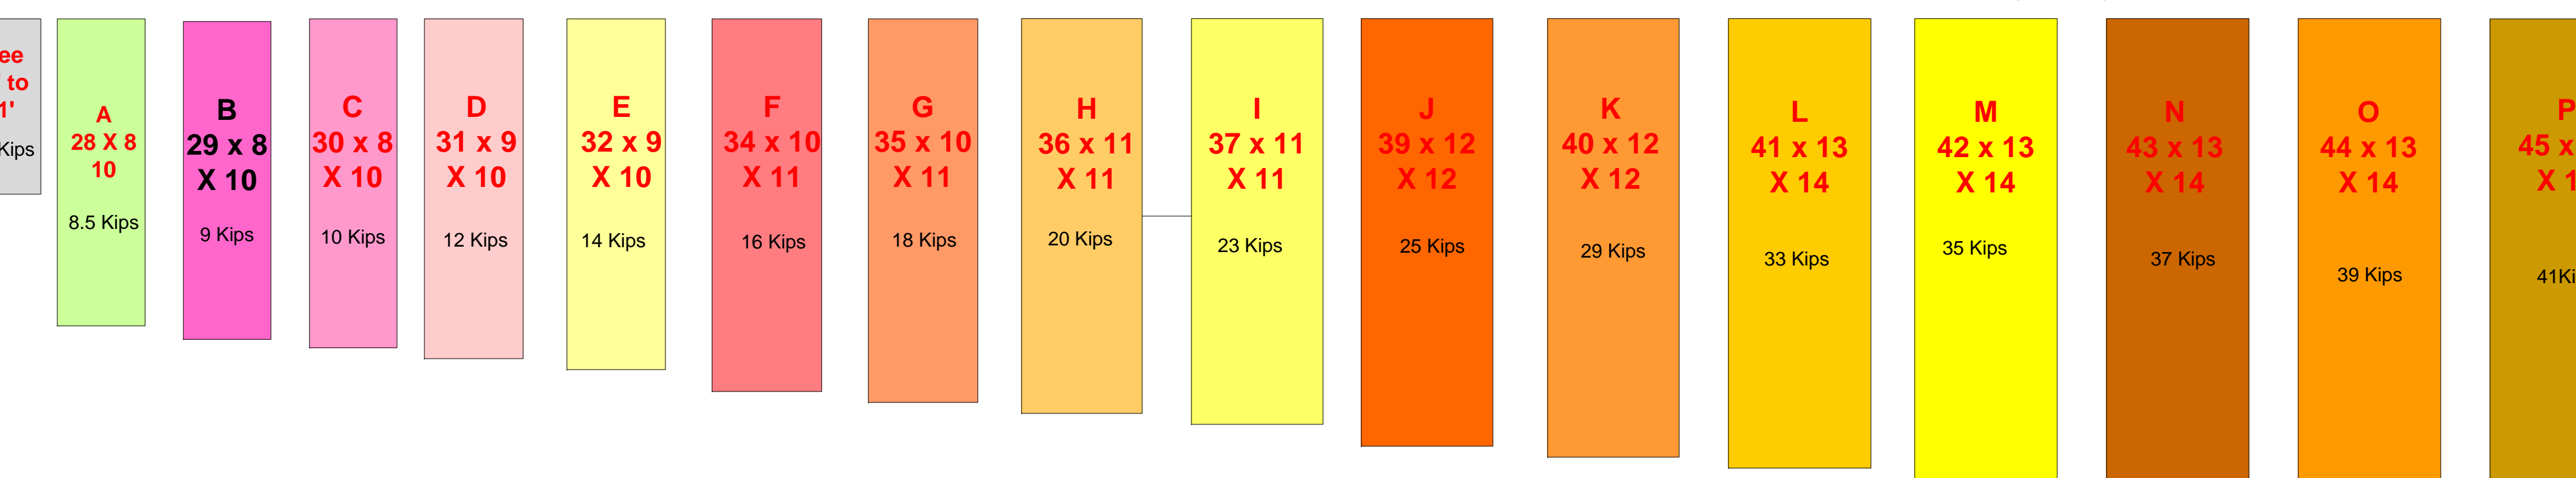 ee
to
1'
Kips
A
28 X 8
10
8.5 Kips
B
29 x 8
X 10
9 Kips
C
30 x 8
X 10
10 Kips
D
31 x 9
X 10
12 Kips
E
32 x 9
X 10
14 Kips
F
34 x 10
X 11
16 Kips
G
35 x 10
X 11
18 Kips
H
36 x 11
X 11
20 Kips
I
37 x 11
X 11
23 Kips
J
39 x 12
X 12
25 Kips
K
40 x 12
X 12
29 Kips
L
41 x 13
X 14
33 Kips
M
42 x 13
X 14
35 Kips
N
43 x 13
X 14
37 Kips
O
44 x 13
X 14
39 Kips
P
45 x
X 1
41Ki